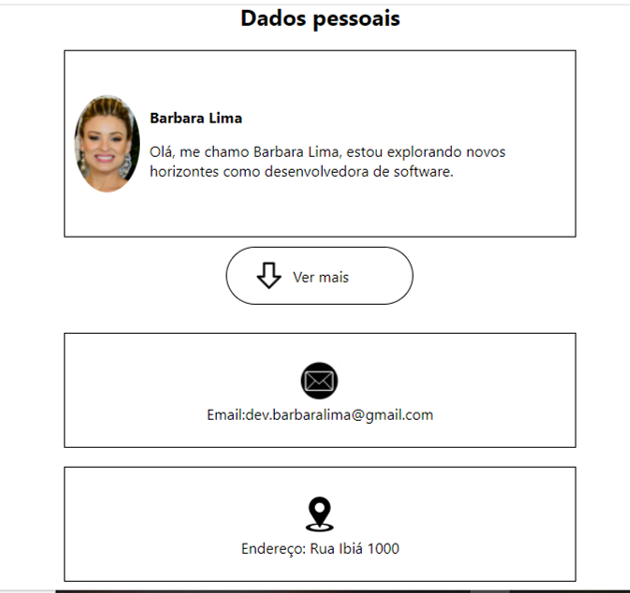 Dados pessoais
Barbara Lima
Olá, me chamo Barbara Lima, estou explorando novos
horizontes como desenvolvedora de software.
Ver mais
Email:dev.barbaralima@gmail.com
Endereço: Rua Ibiá 1000